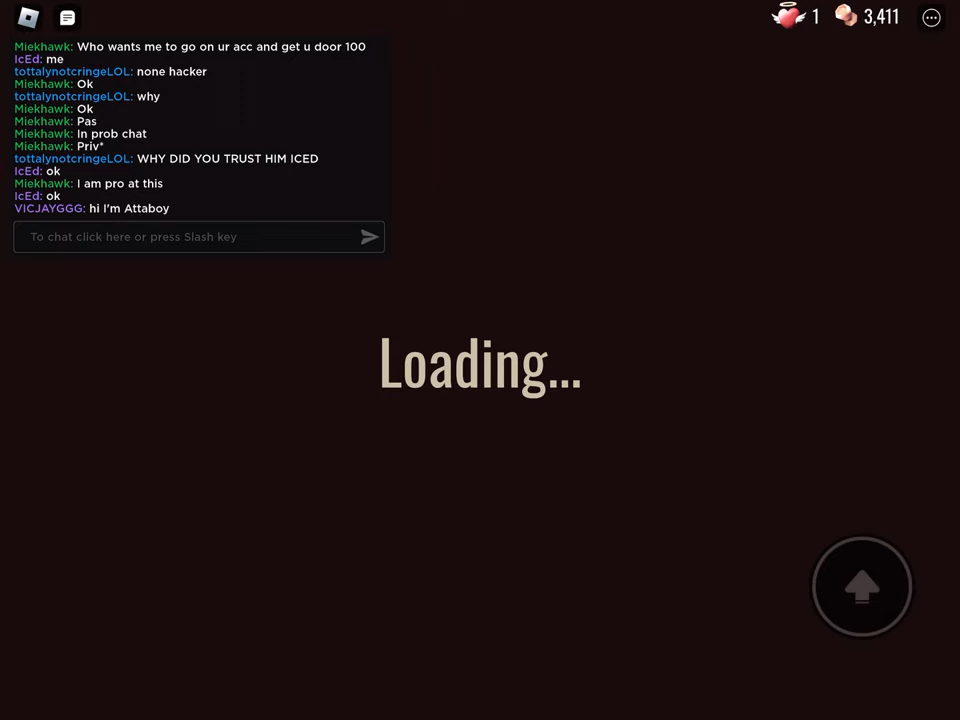 1
3,411
Miekhawk: Who wants me to go on ur acc and get u door 100
IcEd: me
tottalynotcringeLOL: none hacker
Miekhawk: Ok
tottalynotcringeLOL: why
Miekhawk: Ok
Miekhawk: Pas
Miekhawk: In prob chat
Miekhawk: Priv*
tottalynotcringeLOL: WHY DID YOU TRUST HIM ICED
IcEd: ok
Miekhawk: I am pro at this
IcEd: ok
VICJAYGGG: hi I'm Attaboy
To chat click here or press Slash key
Loading...